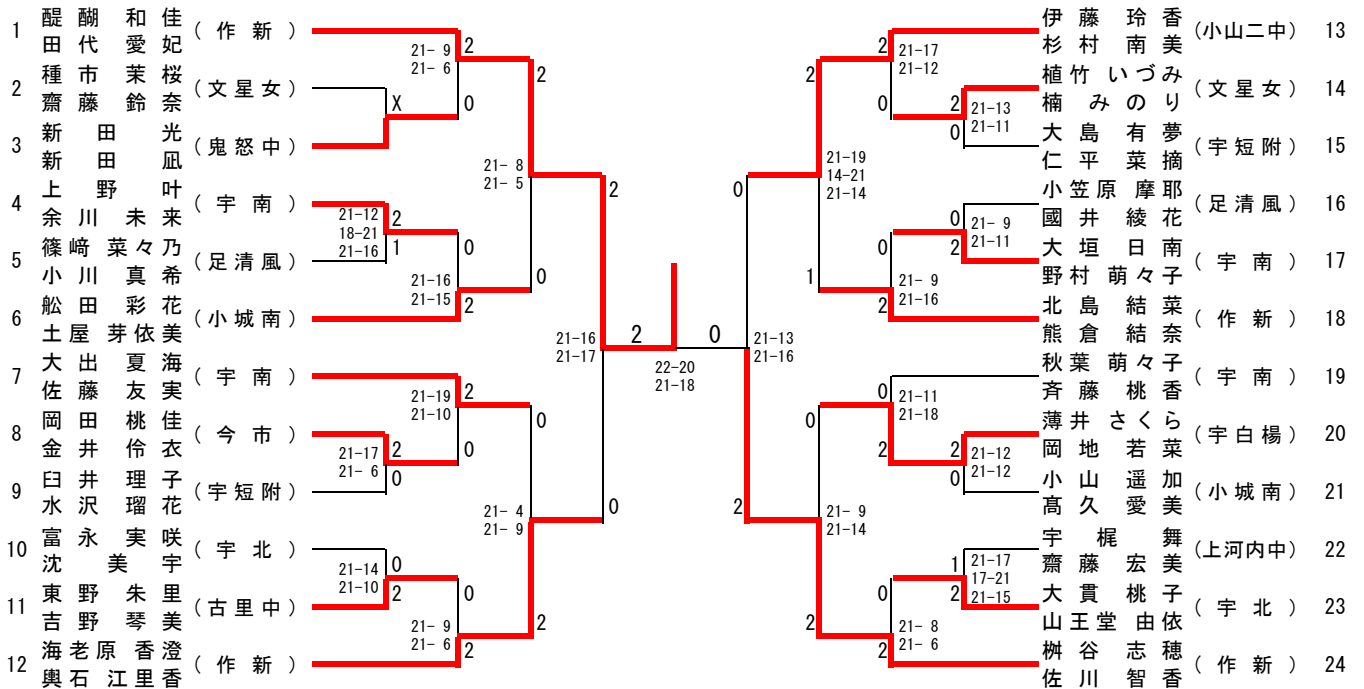 1 醍醐 和佳 (作新)
田代 愛妃
2 種市 茉桜 (文星女)
齋藤 鈴奈
3 新田 光 (鬼怒中)
新田 凪
4 上野 叶 (宇南)
余川 未来
5 篠﨑 菜々乃 (足清風)
小川 真希
6 舩田 彩花 (小城南)
土屋 芽依美
7 大出 夏海 (宇南)
佐藤 友実
8 岡田 桃佳 (今市)
金井 伶衣
9 臼井 理子 (宇短附)
水沢 瑠花
10 富永 実咲 (宇北)
沈 美宇
11 東野 朱里 (古里中)
吉野 琴美
12 海老原 香澄 (作新)
輿石 江里香
21- 9 2
21- 6
X 0
21-12 2
18-21
21-16 1
0
21-16
21-15 2
2
21- 8
21- 5
0
21-19 2
21-10
21-17 2 0
21- 6 0
0
21-14 0
21-10 2
0
21- 9
21- 6 2
21- 4
21- 9
2
2
21-16
21-17
0
2 0
22-20
21-18
0
21-13
21-16
2
2
21-19
14-21
21-14
1
2 21-17
21-12
0 2 21-13
0 21-11
0 21- 9
2 21-11
0
21- 9
2 21-16
0
21- 9
21-14
2
0
21-11
21-18
2 2 21-12
0 21-12
1 21-17
17-21
2 21-15
0
21- 8
2 21- 6
伊藤 玲香 (小山二中) 13
杉村 南美
植竹 いづみ (文星女) 14
楠 みのり
大島 有夢 (宇短附) 15
仁平 菜摘
小笠原 摩耶 (足清風) 16
國井 綾花
大垣 日南 (宇南) 17
野村 萌々子
北島 結菜 (作新) 18
熊倉 結奈
秋葉 萌々子 (宇南) 19
斉藤 桃香
薄井 さくら (宇白楊) 20
岡地 若菜
小山 遥加 (小城南) 21
髙久 愛美
宇梶 舞 (上河内中) 22
齋藤 宏美
大貫 桃子 (宇北) 23
山王堂 由依
桝谷 志穂 (作新) 24
佐川 智香